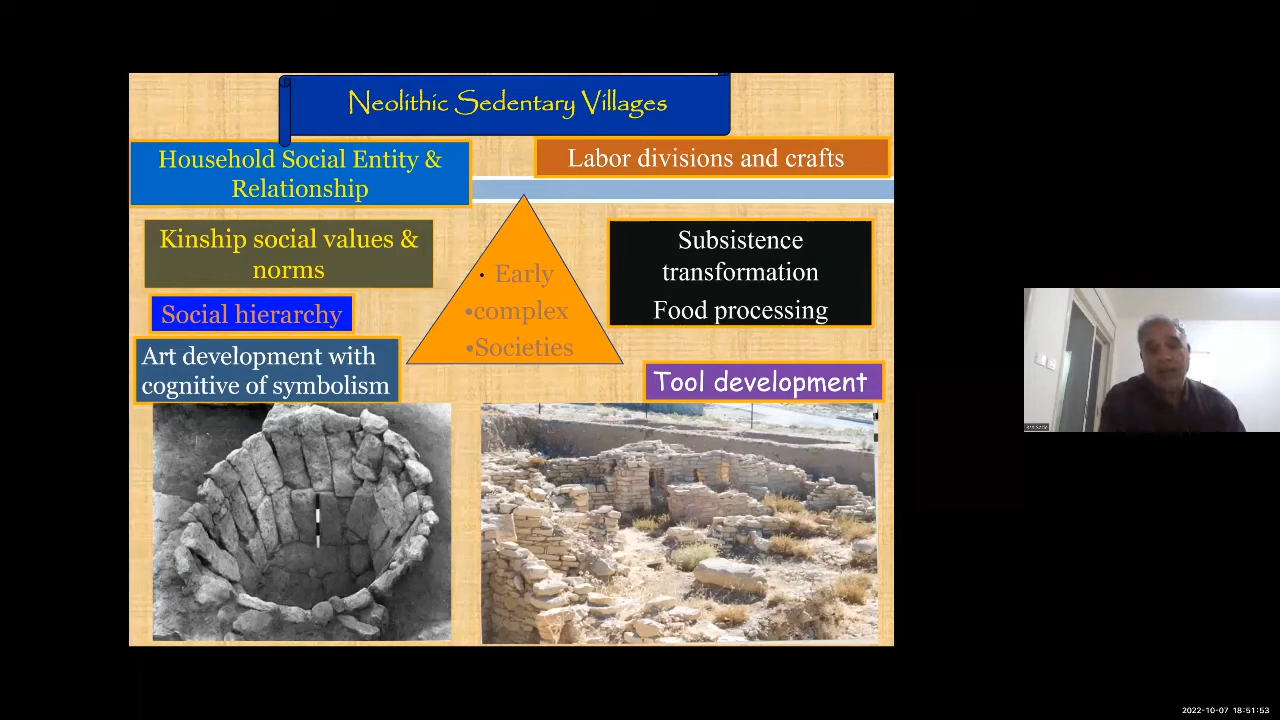 Neolithic Sedentary Villages
Household Social Entity &
Relationship
Labor divisions and crafts
Kinship social values &
norms
Subsistence
transformation
Food processing
• Early
•complex
•Societies
Social hierarchy
Art development with
cognitive of symbolism
Tool development
2022-10-07 18:51:53